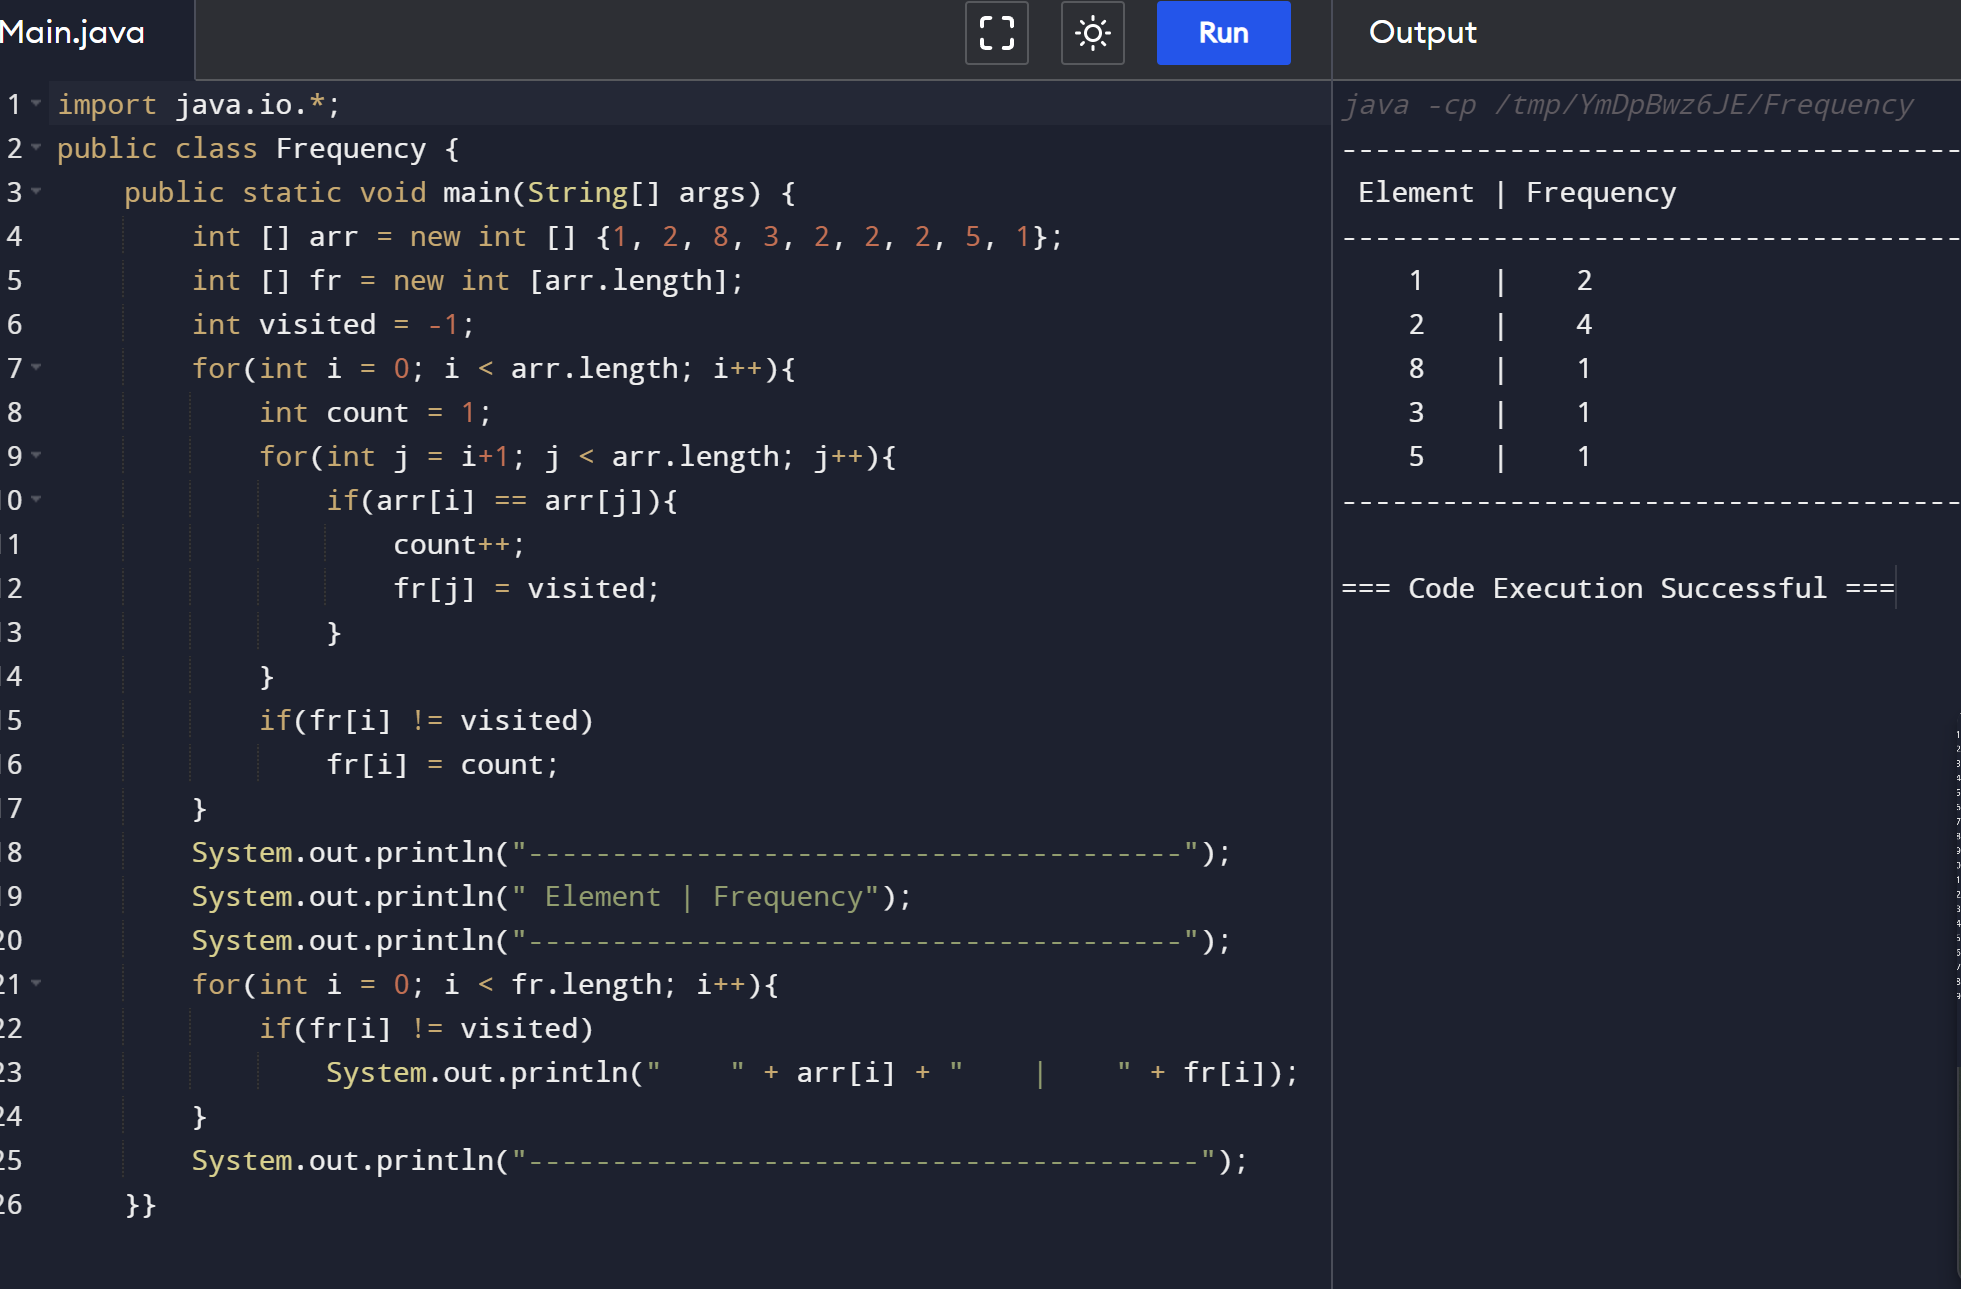 Main.java
Run
Output
1 import java.io.*;
2 public class Frequency {
3     public static void main(String[] args) {
4         int [] arr = new int [] {1, 2, 8, 3, 2, 2, 2, 5, 1};
5         int [] fr = new int [arr.length];
6         int visited = -1;
7         for(int i = 0; i < arr.length; i++){
8             int count = 1;
9             for(int j = i+1; j < arr.length; j++){
10                 if(arr[i] == arr[j]){
11                     count++;
12                     fr[j] = visited;
13                 }
14             }
15             if(fr[i] != visited)
16                 fr[i] = count;
17         }
18         System.out.println("---------------------------------------");
19         System.out.println(" Element | Frequency");
20         System.out.println("---------------------------------------");
21         for(int i = 0; i < fr.length; i++){
22             if(fr[i] != visited)
23                 System.out.println("    " + arr[i] + "    |    " + fr[i]);
24         }
25         System.out.println("----------------------------------------");
26     }}
java -cp /tmp/YmDpBwz6JE/Frequency
-------------------------------------
 Element | Frequency
-------------------------------------
    1    |    2
    2    |    4
    8    |    1
    3    |    1
    5    |    1
-------------------------------------
=== Code Execution Successful ===